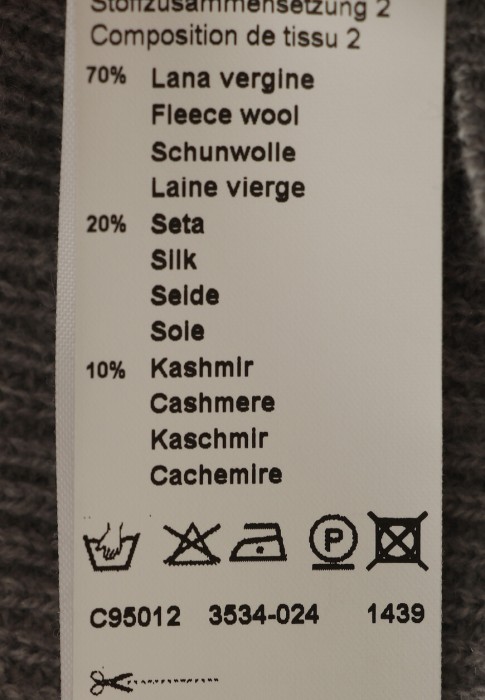 Stoffzusammensetzung 2
Composition de tissu 2
70% Lana vergine
Fleece wool
Schunwolle
Laine vierge
20% Seta
Silk
Seide
Soie
10% Kashmir
Cashmere
Kaschmir
Cachemire
P
C95012 3534-024 1439